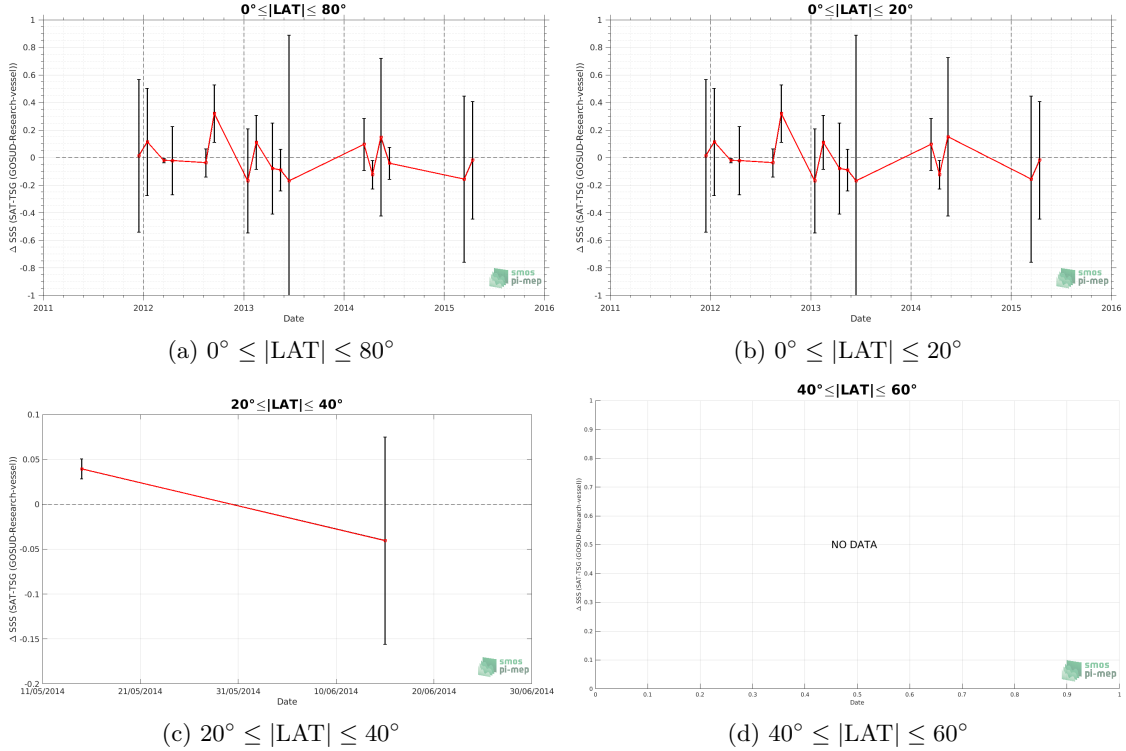 0°≤|LAT|≤ 80°
Δ SSS (SAT-TSG (GOSUD-Research-vessel))
1
0.8
0.6
0.4
0.2
0
-0.2
-0.4
-0.6
-0.8
-1
2011 2012 2013 2014 2015 2016
Date
smos
pi-mep
(a) 0° ≤ |LAT| ≤ 80°
0°≤|LAT|≤ 20°
Δ SSS (SAT-TSG (GOSUD-Research-vessel))
1
0.8
0.6
0.4
0.2
0
-0.2
-0.4
-0.6
-0.8
-1
2011 2012 2013 2014 2015 2016
Date
smos
pi-mep
(b) 0° ≤ |LAT| ≤ 20°
20°≤|LAT|≤ 40°
Δ SSS (SAT-TSG (GOSUD-Research-vessel))
0.1
0.05
0
-0.05
-0.1
-0.15
-0.2
11/05/2014 21/05/2014 31/05/2014 10/06/2014 20/06/2014 30/06/2014
Date
smos
pi-mep
(c) 20° ≤ |LAT| ≤ 40°
40°≤|LAT|≤ 60°
Δ SSS (SAT-TSG (GOSUD-Research-vessel))
1
0.9
0.8
0.7
0.6
0.5
0.4
0.3
0.2
0.1
0
NO DATA
0 0.1 0.2 0.3 0.4 0.5 0.6 0.7 0.8 0.9 1
Date
smos
pi-mep
(d) 40° ≤ |LAT| ≤ 60°